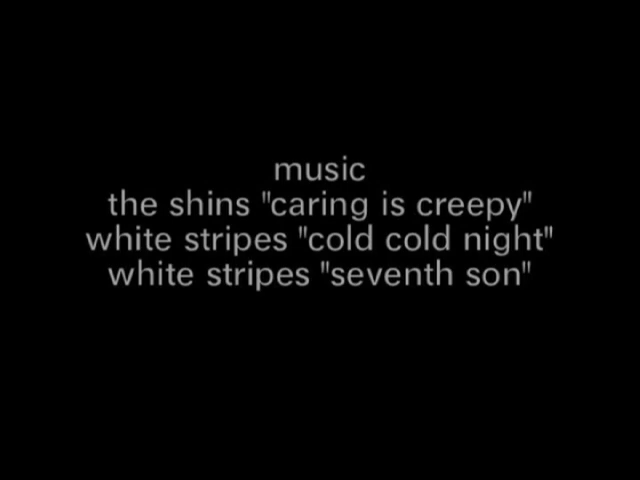 music
the shins "caring is creepy"
white stripes "cold cold night"
white stripes "seventh son"